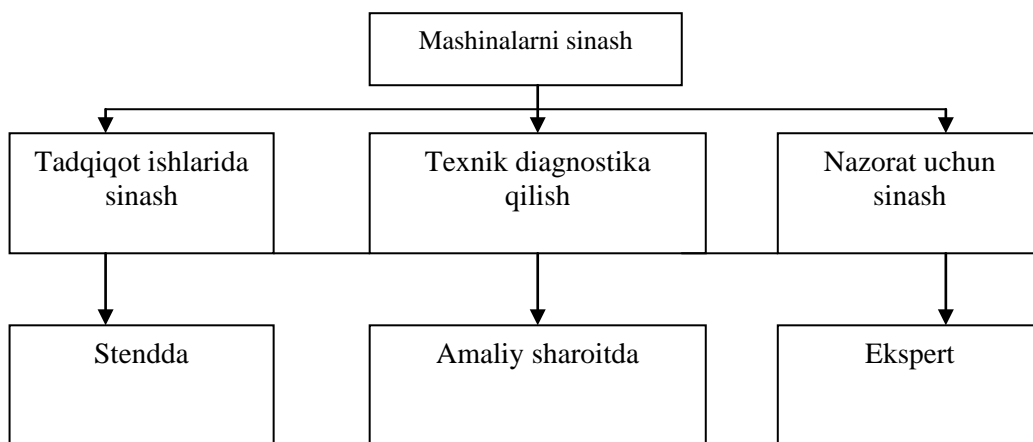 Mashinalarni sinash
Tadqiqot ishlarida
sinash
Texnik diagnostika
qilish
Nazorat uchun
sinash
Stendda
Amaliy sharoitda
Ekspert